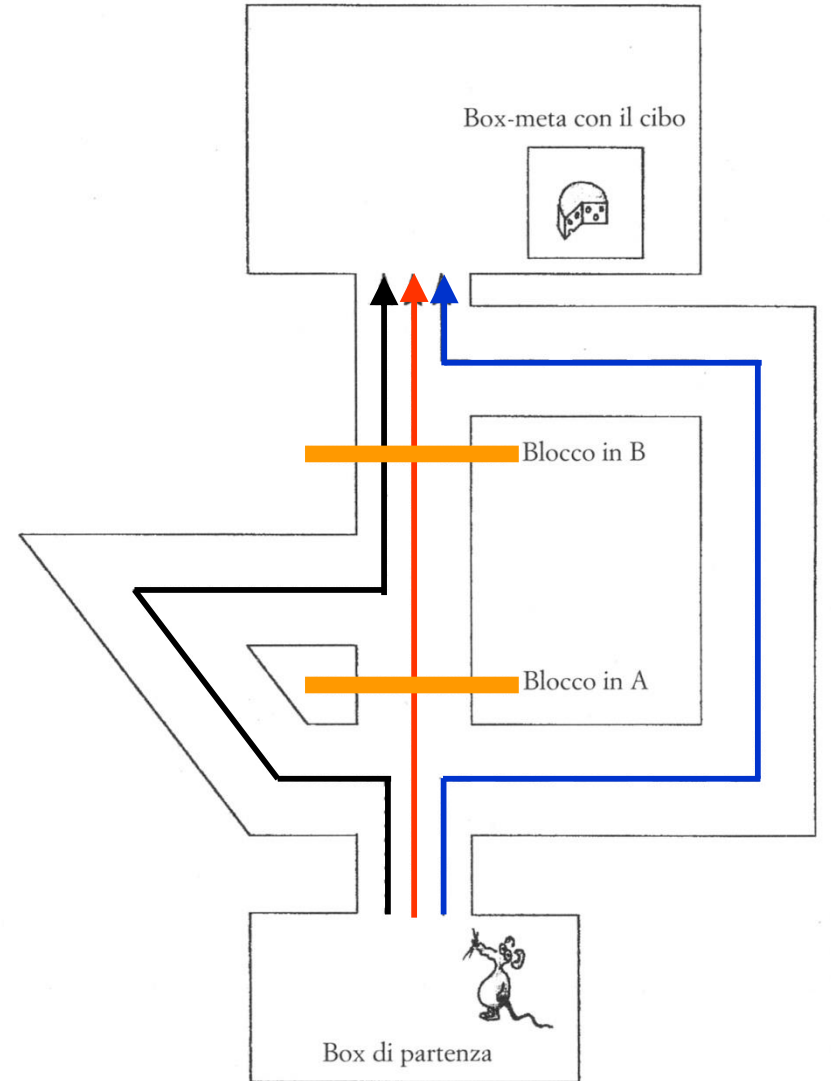 Box-meta con il cibo
Blocco in B
Blocco in A
Box di partenza